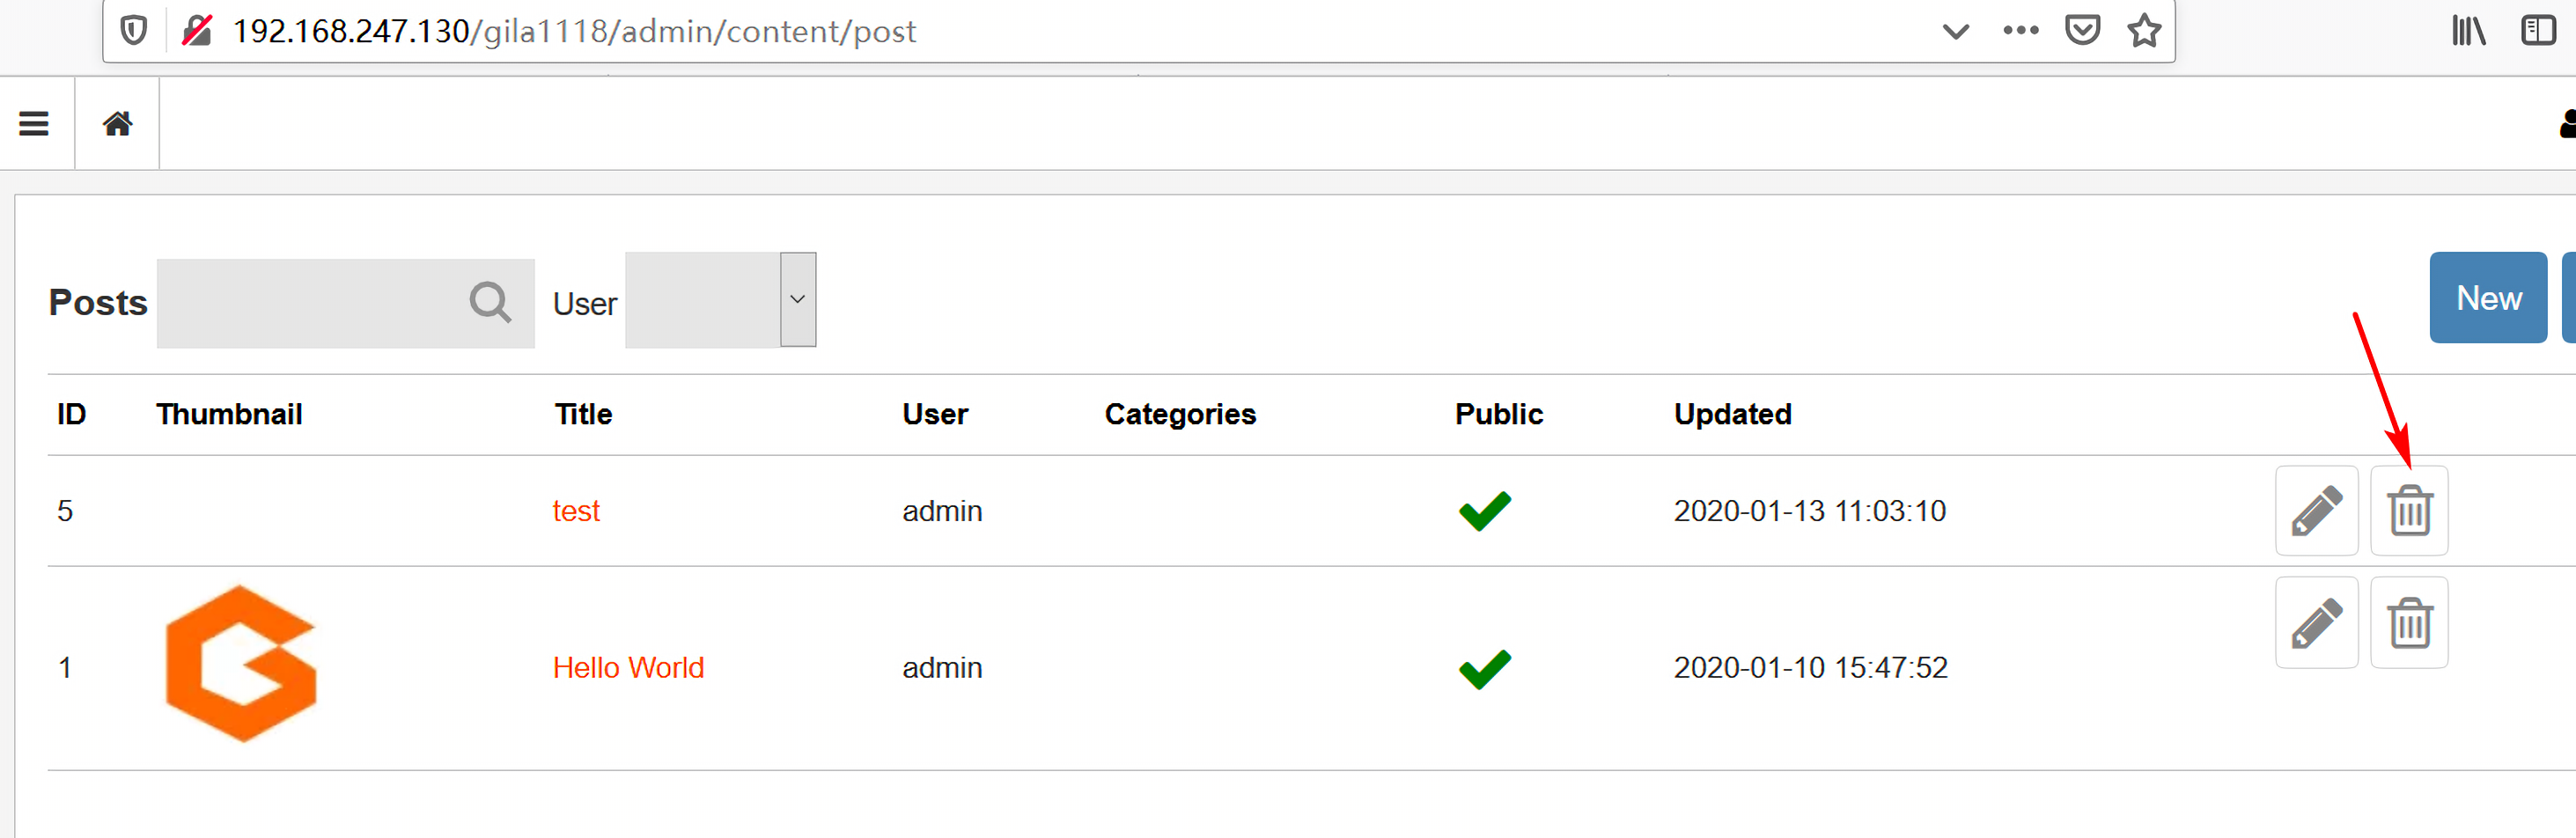 192.168.247.130/gila1118/admin/content/post
Posts User New
ID Thumbnail Title User Categories Public Updated
5 test admin 2020-01-13 11:03:10
1 Hello World admin 2020-01-10 15:47:52